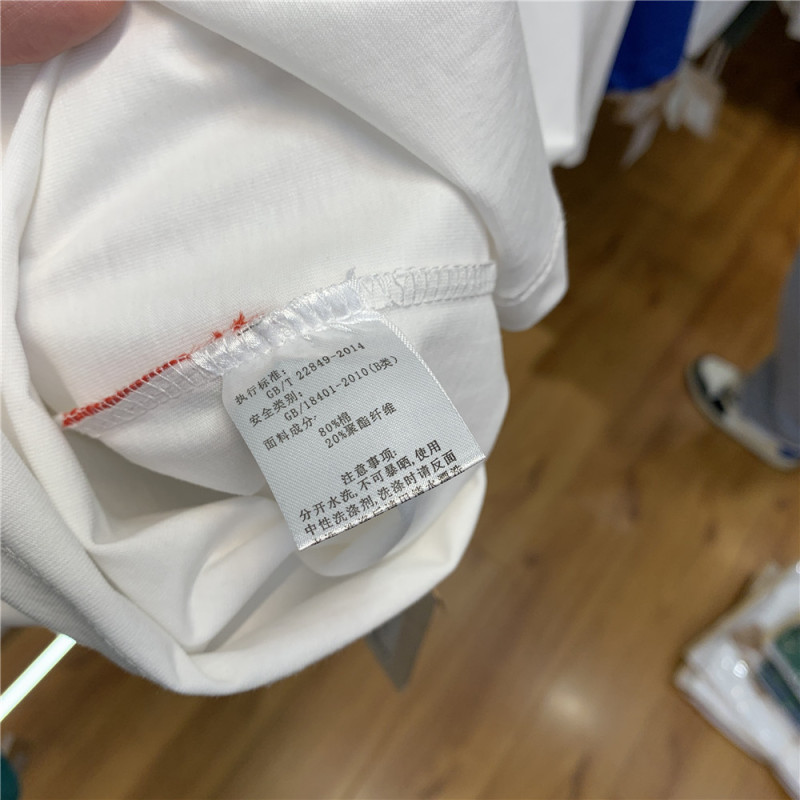 执行标准:
GB/T 22849-2014
安全类别:
GB/18401-2010(B类)
面料成分:
80%棉
20%聚酯纤维
注意事项:
分开水洗,不可暴晒,使用
中性洗涤剂,洗涤时请反面